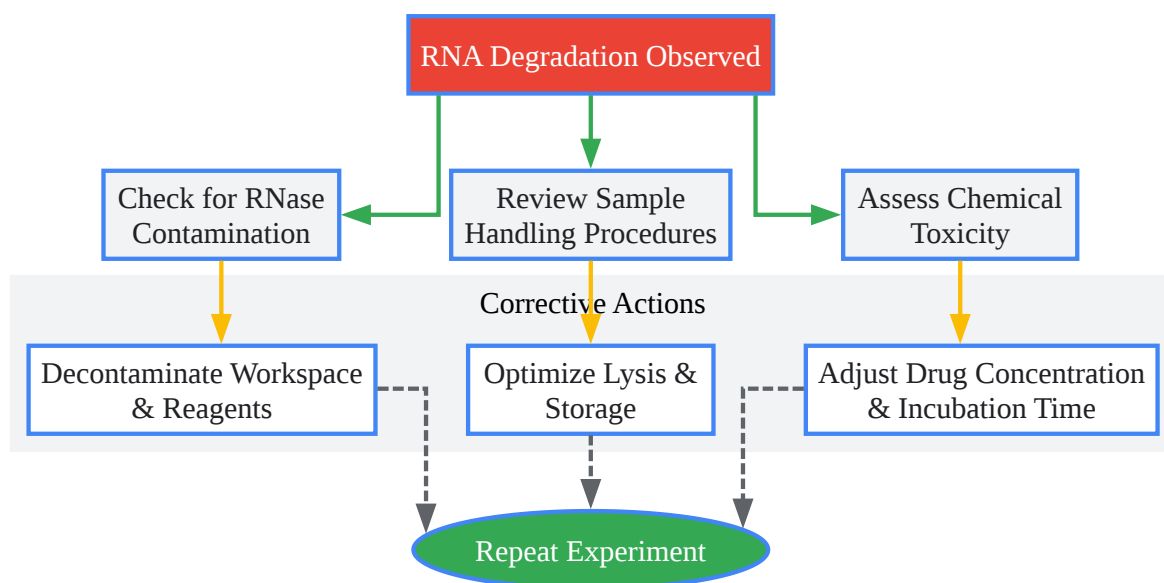 RNA Degradation Observed
Check for RNase
Contamination
Review Sample
Handling Procedures
Assess Chemical
Toxicity
Corrective Actions
Decontaminate Workspace
& Reagents
Optimize Lysis &
Storage
Adjust Drug Concentration
& Incubation Time
Repeat Experiment